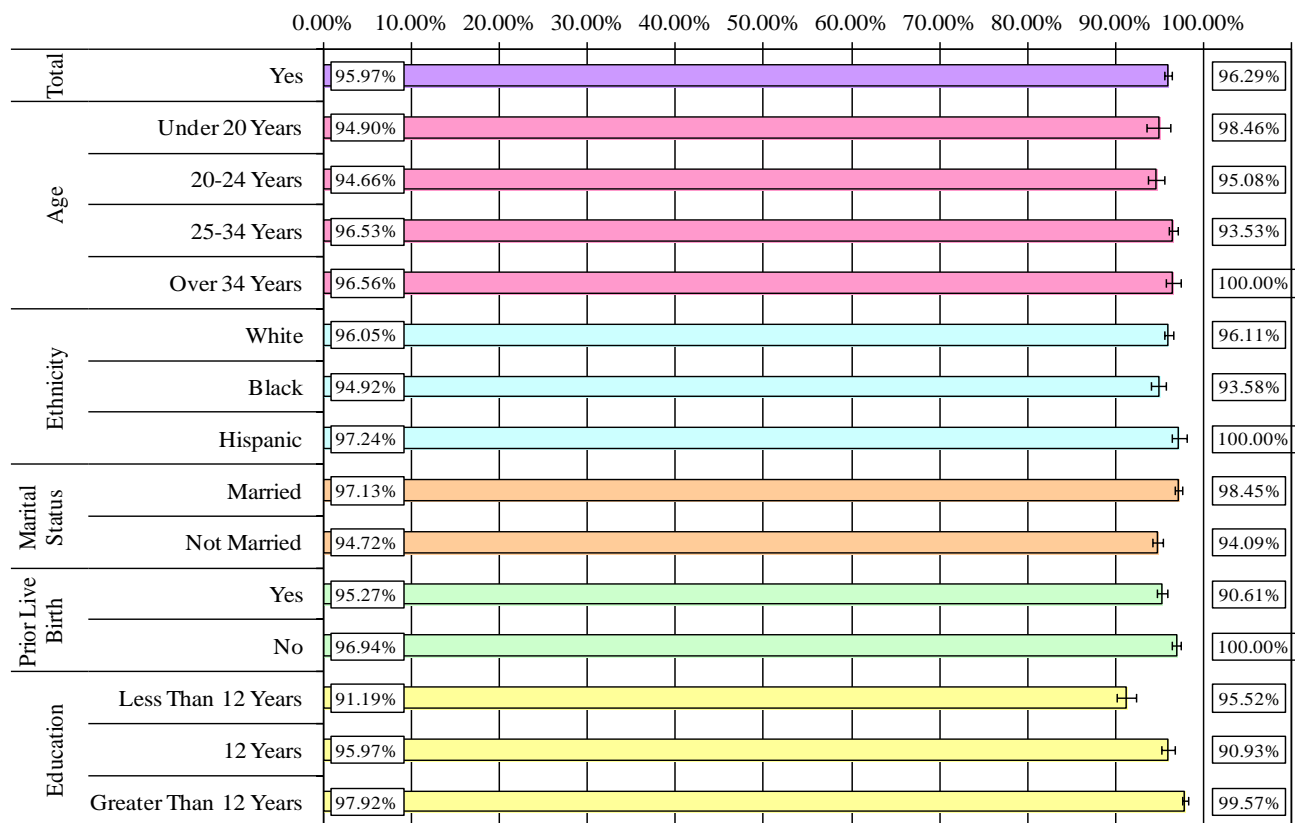 0.00% 10.00% 20.00% 30.00% 40.00% 50.00% 60.00% 70.00% 80.00% 90.00% 100.00%
Total
Yes 95.97% 96.29%
Age
Under 20 Years 94.90% 98.46%
20-24 Years 94.66% 95.08%
25-34 Years 96.53% 93.53%
Over 34 Years 96.56% 100.00%
Ethnicity
White 96.05% 96.11%
Black 94.92% 93.58%
Hispanic 97.24% 100.00%
Marital
Status
Married 97.13% 98.45%
Not Married 94.72% 94.09%
Prior Live
Birth
Yes 95.27% 90.61%
No 96.94% 100.00%
Education
Less Than 12 Years 91.19% 95.52%
12 Years 95.97% 90.93%
Greater Than 12 Years 97.92% 99.57%